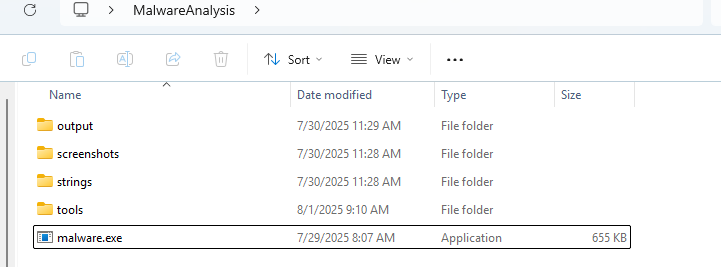 MalwareAnalysis
Sort View ...
Name Date modified Type Size
output 7/30/2025 11:29 AM File folder
screenshots 7/30/2025 11:28 AM File folder
strings 7/30/2025 11:28 AM File folder
tools 8/1/2025 9:10 AM File folder
malware.exe 7/29/2025 8:07 AM Application 655 KB